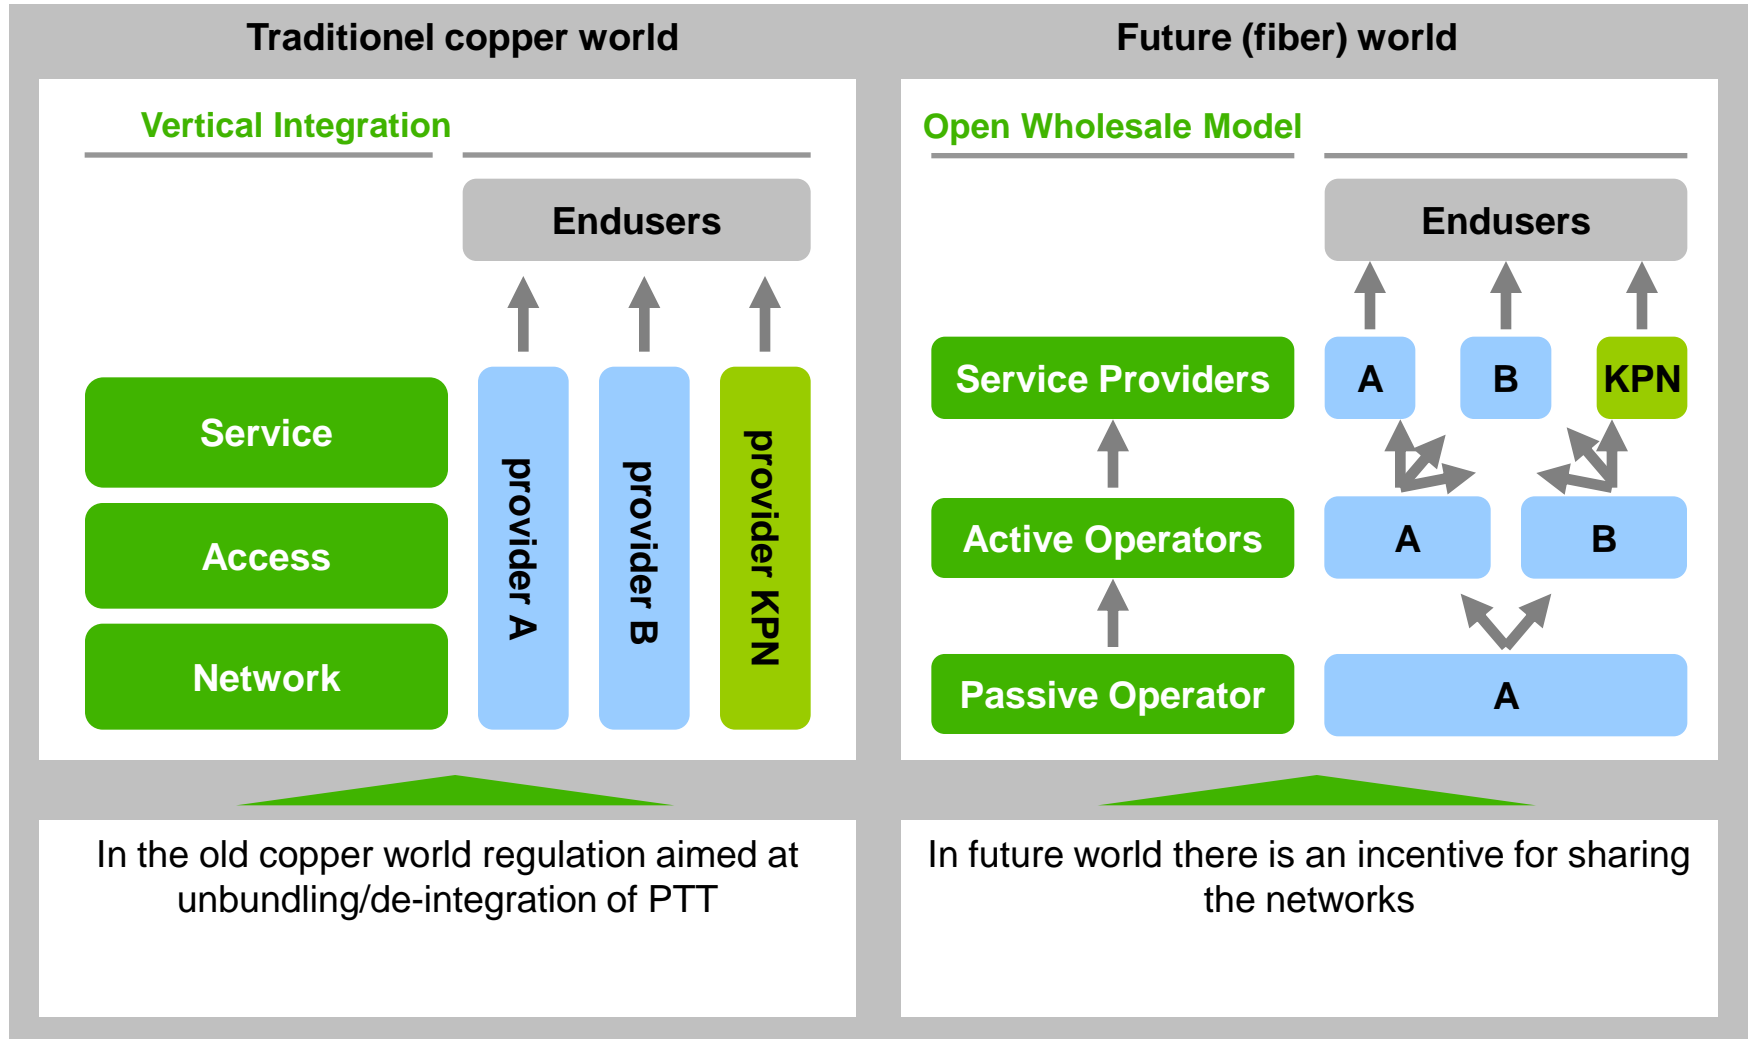 Traditionel copper world
Vertical Integration
Endusers
Service
Access
Network
provider A
provider B
provider KPN
In the old copper world regulation aimed at
unbundling/de-integration of PTT
Future (fiber) world
Open Wholesale Model
Endusers
Service Providers
A
B
KPN
Active Operators
A
B
Passive Operator
A
In future world there is an incentive for sharing
the networks